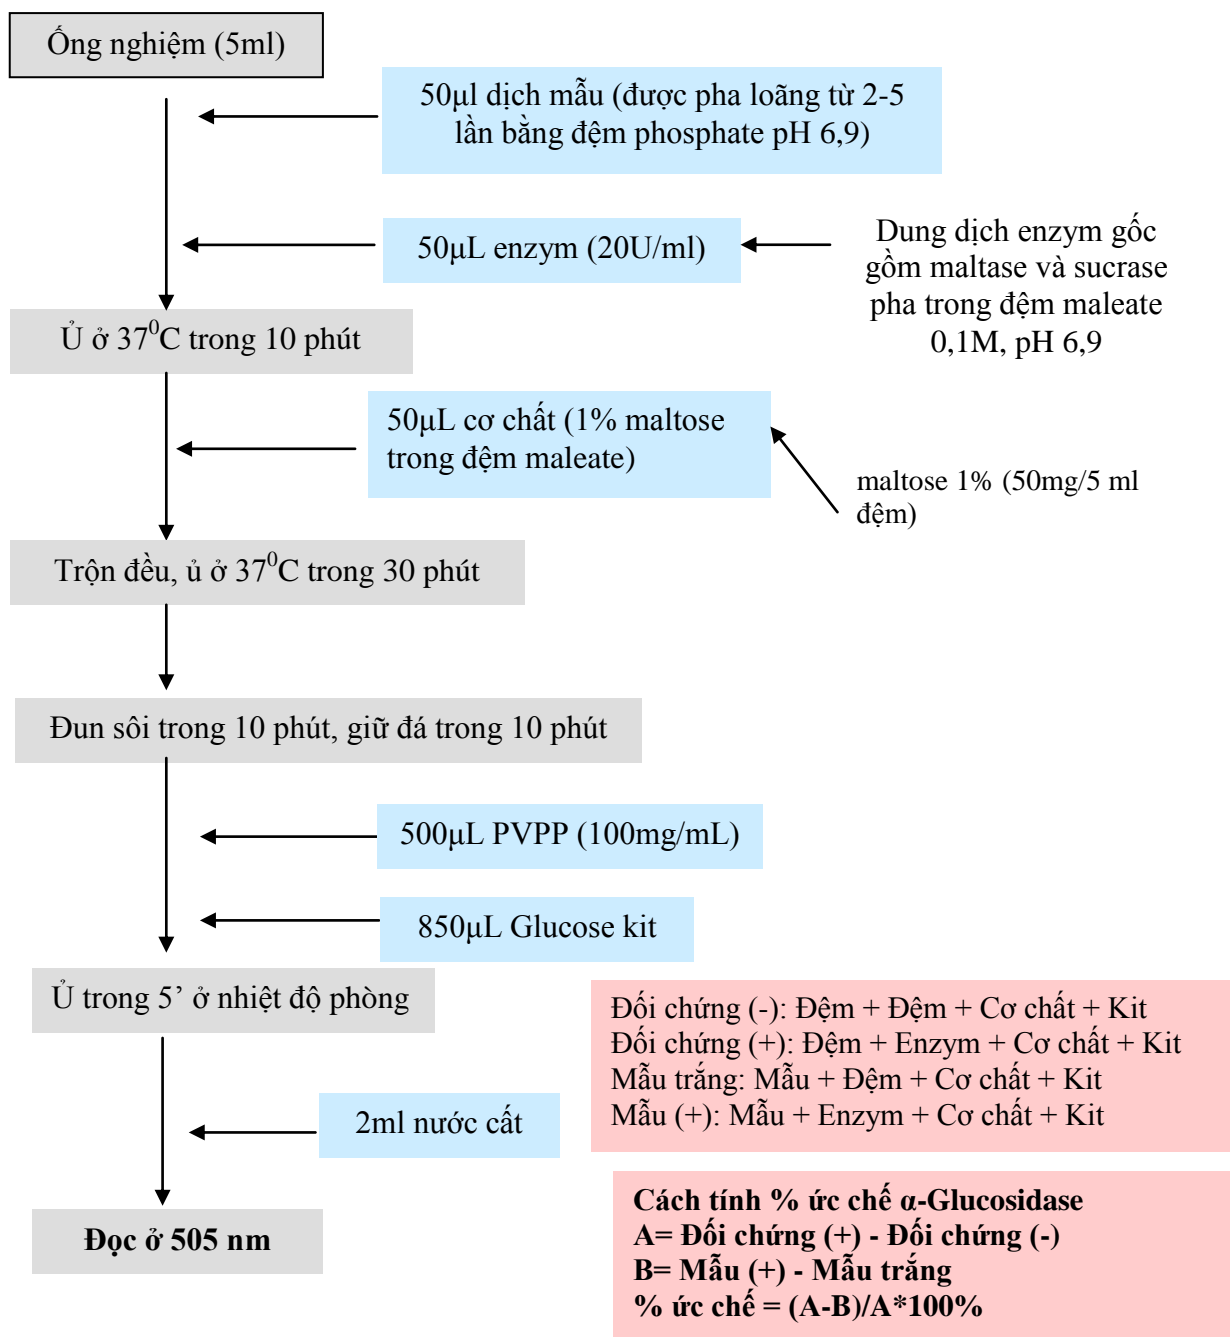 Ống nghiệm (5ml)
50μl dịch mẫu (được pha loãng từ 2-5
lần bằng đệm phosphate pH 6,9)
50μL enzym (20U/ml)
Dung dịch enzym gốc
gồm maltase và sucrase
pha trong đệm maleate
0,1M, pH 6,9
Ủ ở 37⁰C trong 10 phút
50μL cơ chất (1% maltose
trong đệm maleate)
maltose 1% (50mg/5 ml
đệm)
Trộn đều, ủ ở 37⁰C trong 30 phút
Đun sôi trong 10 phút, giữ đá trong 10 phút
500μL PVPP (100mg/mL)
850μL Glucose kit
Ủ trong 5’ ở nhiệt độ phòng
2ml nước cất
Đọc ở 505 nm
Đối chứng (-): Đệm + Đệm + Cơ chất + Kit
Đối chứng (+): Đệm + Enzym + Cơ chất + Kit
Mẫu trắng: Mẫu + Đệm + Cơ chất + Kit
Mẫu (+): Mẫu + Enzym + Cơ chất + Kit
Cách tính % ức chế α-Glucosidase
A= Đối chứng (+) - Đối chứng (-)
B= Mẫu (+) - Mẫu trắng
% ức chế = (A-B)/A*100%